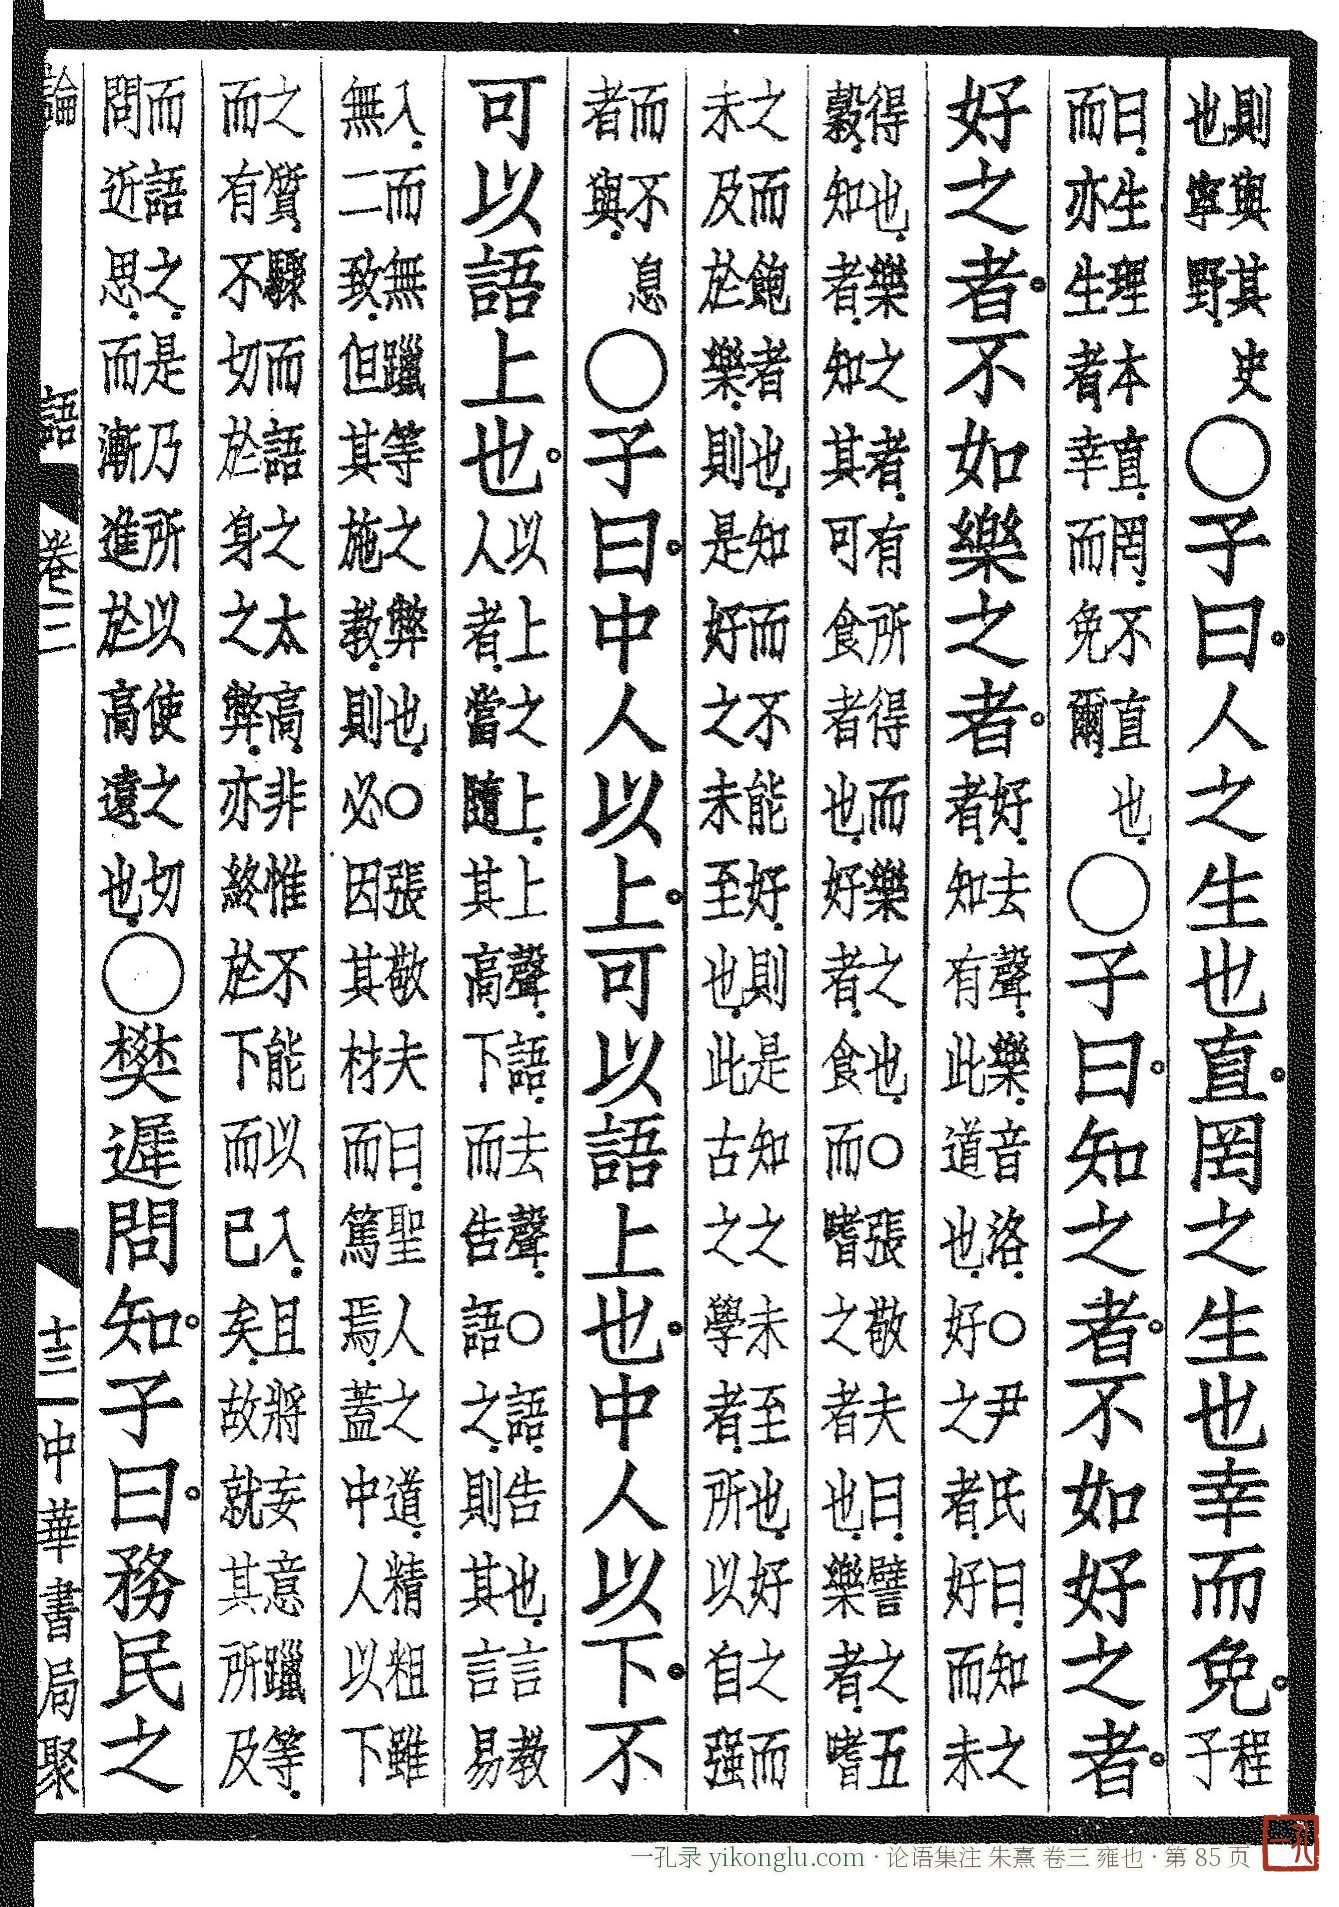 則與其史
也寧野。
○子曰。人之生也直。罔之生也幸而免。
程
子
曰。生理本直。罔。不直也。
而亦生者。幸而免爾。
○子曰。知之者。不如好之者。
好之者。不如樂之者。
好。去聲。樂。音洛。○尹氏曰。知之
者。知有此道也。好之者。好而未
得也。樂之者。有所得而樂之也。○張敬夫曰。譬之五
穀。知者。知其可食者也。好者。食而嗜之者也。樂者。嗜
之而飽者也。知而不能好。則是知之未至也。好之而
未及於樂。則是好之未至也。此古之學者。所以自强
而不息
者與。
○子曰。中人以上。可以語上也。中人以下。不
可以語上也。
以上之上。上聲。語。去聲。○語。告也。言教
人者。當隨其高下而告語之。則其言易
入。而無躐等之弊也。○張敬夫曰。聖人之道。精粗雖
無二致。但其施教。則必因其材而篤焉。蓋中人以下
之質。驟而語之太高。非惟不能以入。且將妄意躐等。
而有不切於身之弊。亦終於下而已矣。故就其所及
而語之。是乃所以使之切
問近思。而漸進於高遠也。
○樊遲問知。子曰。務民之
論語 卷三 十三 中華書局聚
一孔录 yikonglu.com · 论语集注 朱熹 卷三 雍也 · 第 85 页
一孔